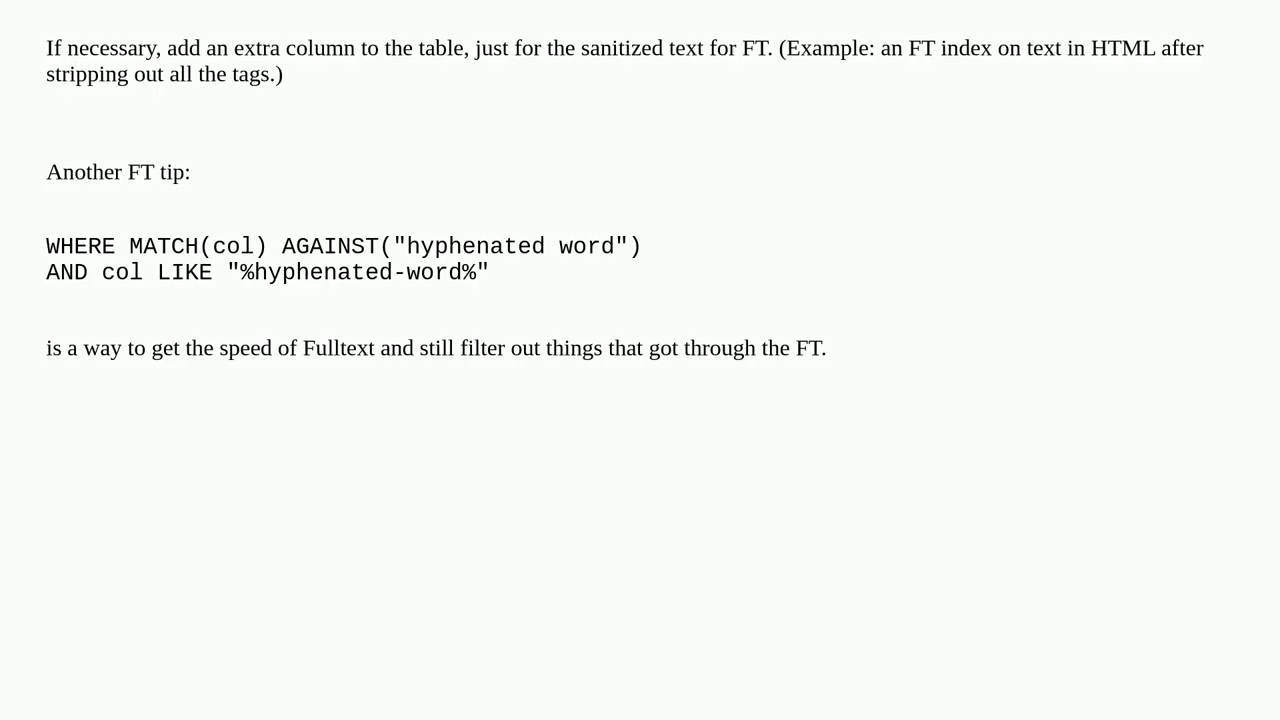 If necessary, add an extra column to the table, just for the sanitized text for FT. (Example: an FT index on text in HTML after
stripping out all the tags.)
Another FT tip:
WHERE MATCH(col) AGAINST("hyphenated word")
AND col LIKE "%hyphenated-word%"
is a way to get the speed of Fulltext and still filter out things that got through the FT.